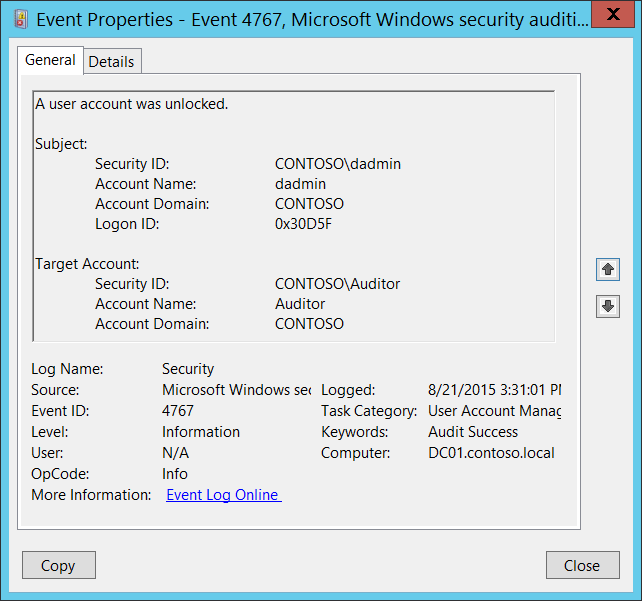 Event Properties - Event 4767, Microsoft Windows security auditi...
X
General
Details
A user account was unlocked.
Subject:
Security ID: CONTOSO\dadmin
Account Name: dadmin
Account Domain: CONTOSO
Logon ID: 0x30D5F
Target Account:
Security ID: CONTOSO\Auditor
Account Name: Auditor
Account Domain: CONTOSO
Log Name: Security
Source: Microsoft Windows sec Logged: 8/21/2015 3:31:01 PM
Event ID: 4767 Task Category: User Account Manag
Level: Information Keywords: Audit Success
User: N/A Computer: DC01.contoso.local
OpCode: Info
More Information: Event Log Online
Copy
Close